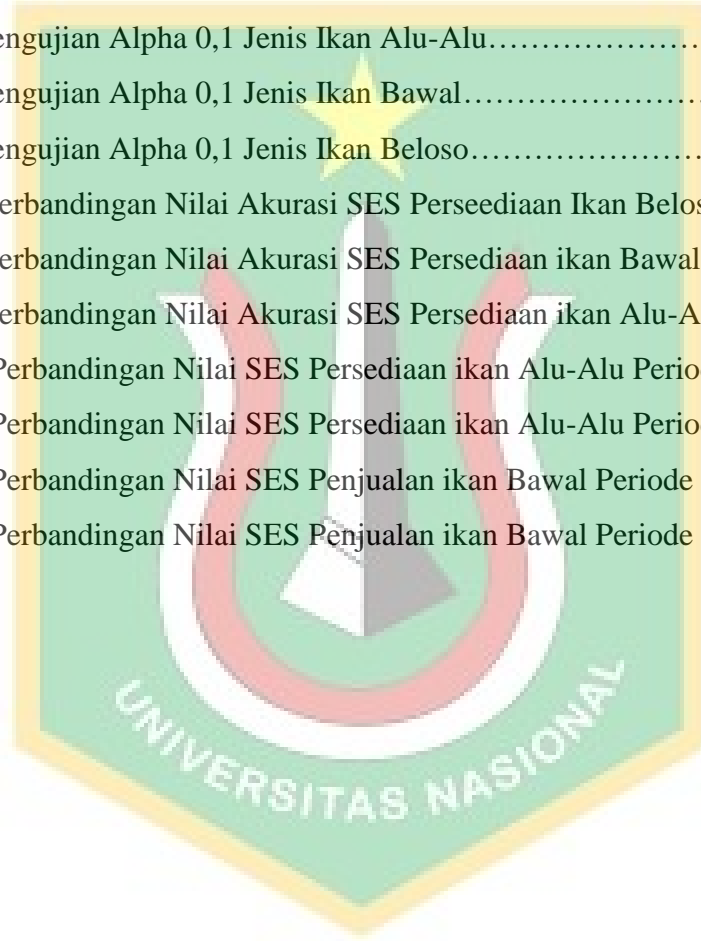 engujian Alpha 0,1 Jenis Ikan Alu-Alu…………………
engujian Alpha 0,1 Jenis Ikan Bawal……………………
engujian Alpha 0,1 Jenis Ikan Beloso……………………
erbandingan Nilai Akurasi SES Perseediaan Ikan Belos
erbandingan Nilai Akurasi SES Persediaan ikan Bawal
erbandingan Nilai Akurasi SES Persediaan ikan Alu-A
Perbandingan Nilai SES Persediaan ikan Alu-Alu Perio
Perbandingan Nilai SES Persediaan ikan Alu-Alu Perio
Perbandingan Nilai SES Penjualan ikan Bawal Periode
Perbandingan Nilai SES Penjualan ikan Bawal Periode
UNIVERSITAS NASIONAL